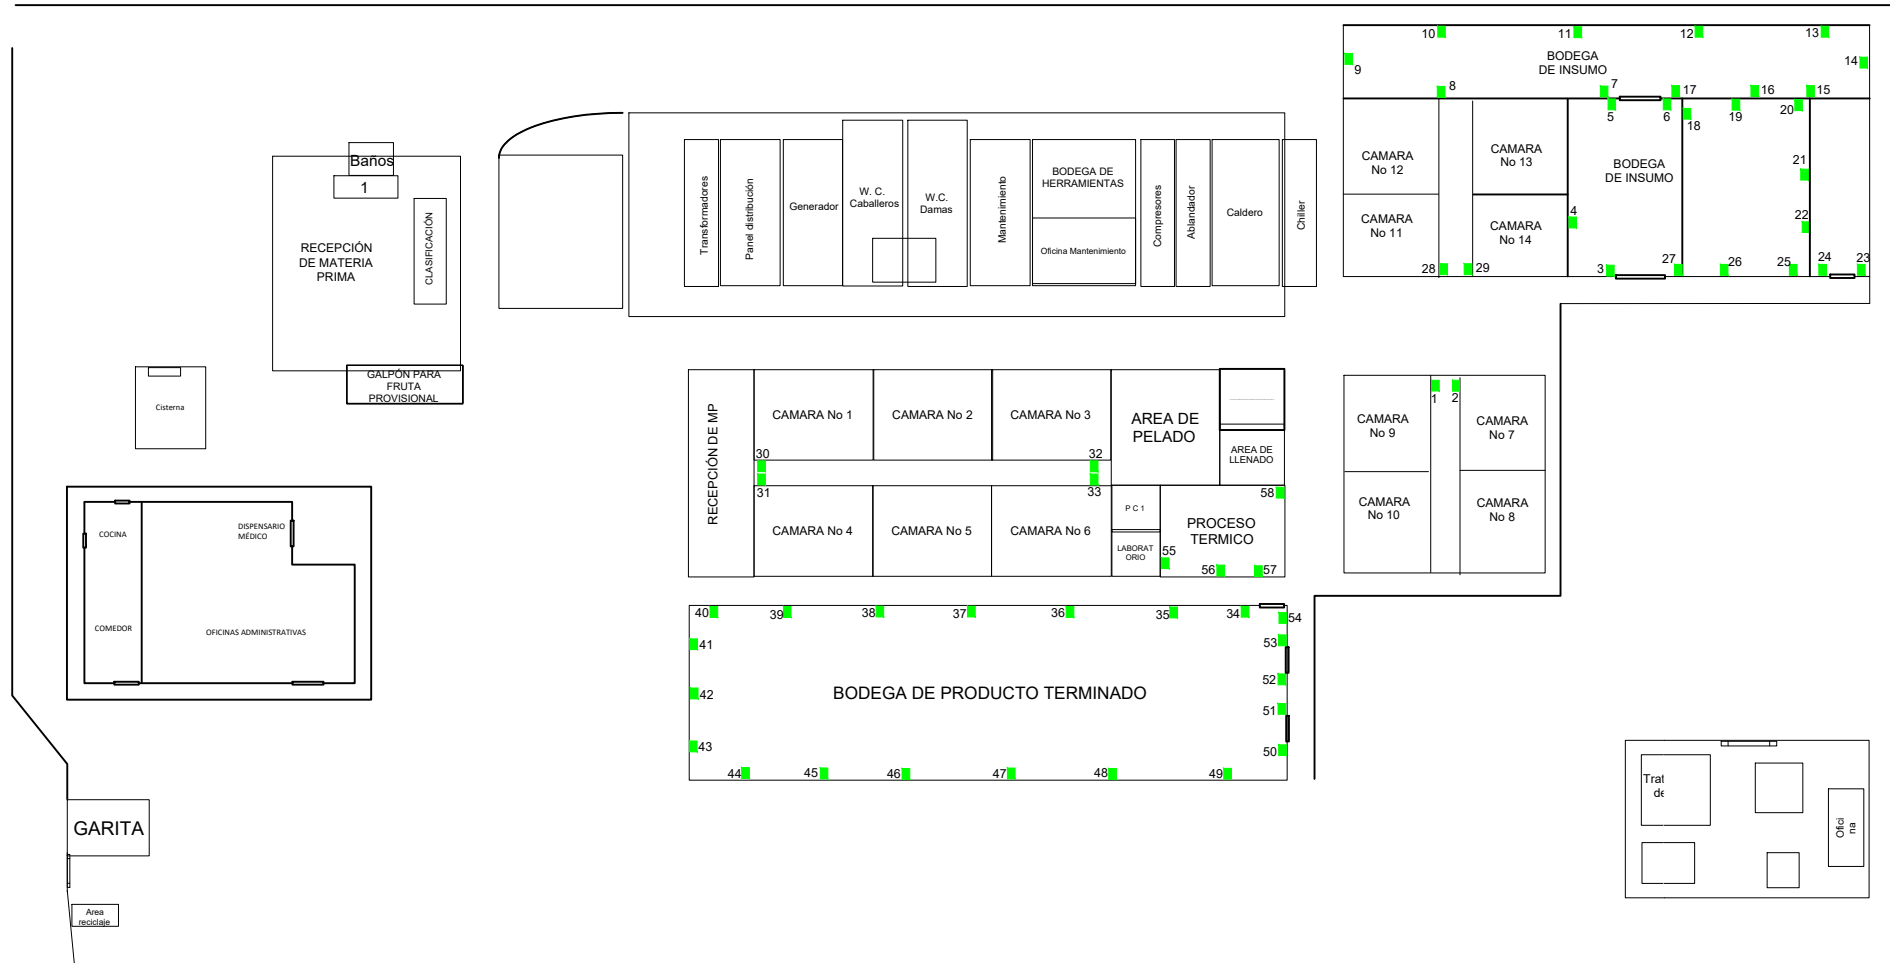 10
11
12
13
BODEGA
DE INSUMO
9
14
8
7
17
16
15
5
6
18
19
20
CAMARA
No 12
CAMARA
No 13
BODEGA
DE INSUMO
21
CAMARA
No 11
CAMARA
No 14
4
22
28
29
3
27
26
25
24
23
Baños
1
CLASIFICACIÓN
RECEPCIÓN
DE MATERIA
PRIMA
GALPÓN PARA
FRUTA
PROVISIONAL
Transformadores
Panel distribución
Generador
W. C.
Caballeros
W.C.
Damas
Mantenimiento
BODEGA DE
HERRAMIENTAS
Oficina Mantenimiento
Compresores
Ablandador
Caldero
Chiller
Cisterna
RECEPCIÓN DE MP
CAMARA No 1
CAMARA No 2
CAMARA No 3
AREA DE
PELADO
AREA DE
LLENADO
30
32
31
33
58
CAMARA No 4
CAMARA No 5
CAMARA No 6
P C 1
LABORAT
ORIO
PROCESO
TERMICO
55
56
57
1
2
CAMARA
No 9
CAMARA
No 7
CAMARA
No 10
CAMARA
No 8
COCINA
DISPENSARIO
MÉDICO
COMEDOR
OFICINAS ADMINISTRATIVAS
40
39
38
37
36
35
34
54
41
53
42
BODEGA DE PRODUCTO TERMINADO
52
51
43
50
44
45
46
47
48
49
GARITA
Area
reciclaje
Trat
de
Ofici
na